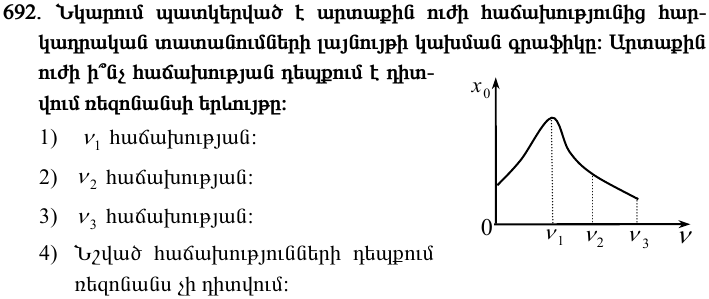 692. Նկարում պատկերված է արտաքին ուժի հաճախությունից հար-
կադրական տատանումների լայնույթի կախման գրաֆիկը: Արտաքին
ուժի ի՞նչ հաճախության դեպքում է դիտ-
վում ռեզոնանսի երևույթը:
1) ν₁ հաճախության:
2) ν₂ հաճախության:
3) ν₃ հաճախության:
4) Նշված հաճախությունների դեպքում
ռեզոնանս չի դիտվում:
x₀
0 ν₁ ν₂ ν₃ ν